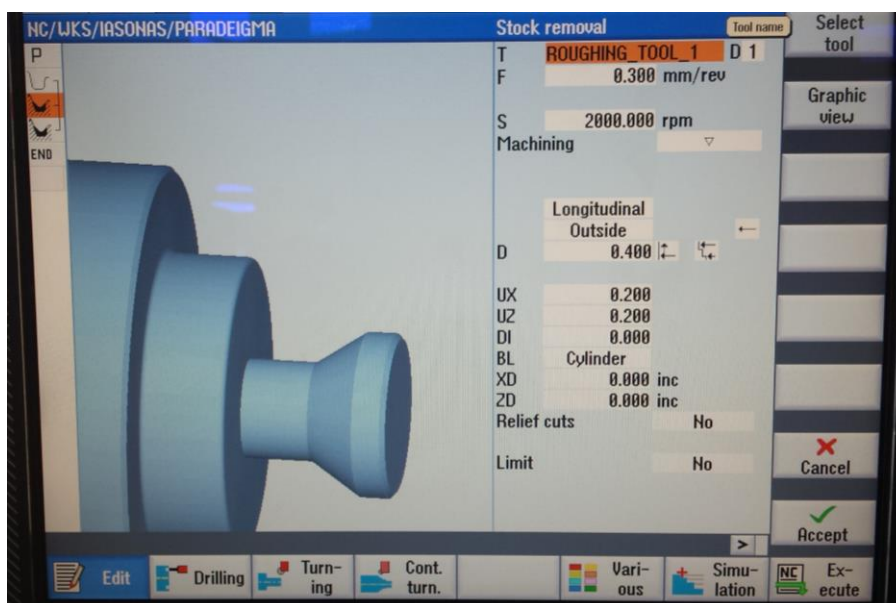 NC/WKS/IASONAS/PARADEIGMA
Stock removal
Tool name
Select
tool
P
T ROUGHING_TOOL_1 D 1
F 0.300 mm/rev
Graphic
view
S 2000.000 rpm
Machining ▽
END
Longitudinal
Outside ←
D 0.400
UX 0.200
UZ 0.200
DI 0.000
BL Cylinder
XD 0.000 inc
ZD 0.000 inc
Relief cuts No
Limit No
Cancel
Accept
>
Edit
Drilling
Turn-
ing
Cont.
turn.
Vari-
ous
Simu-
lation
NC Ex-
ecute